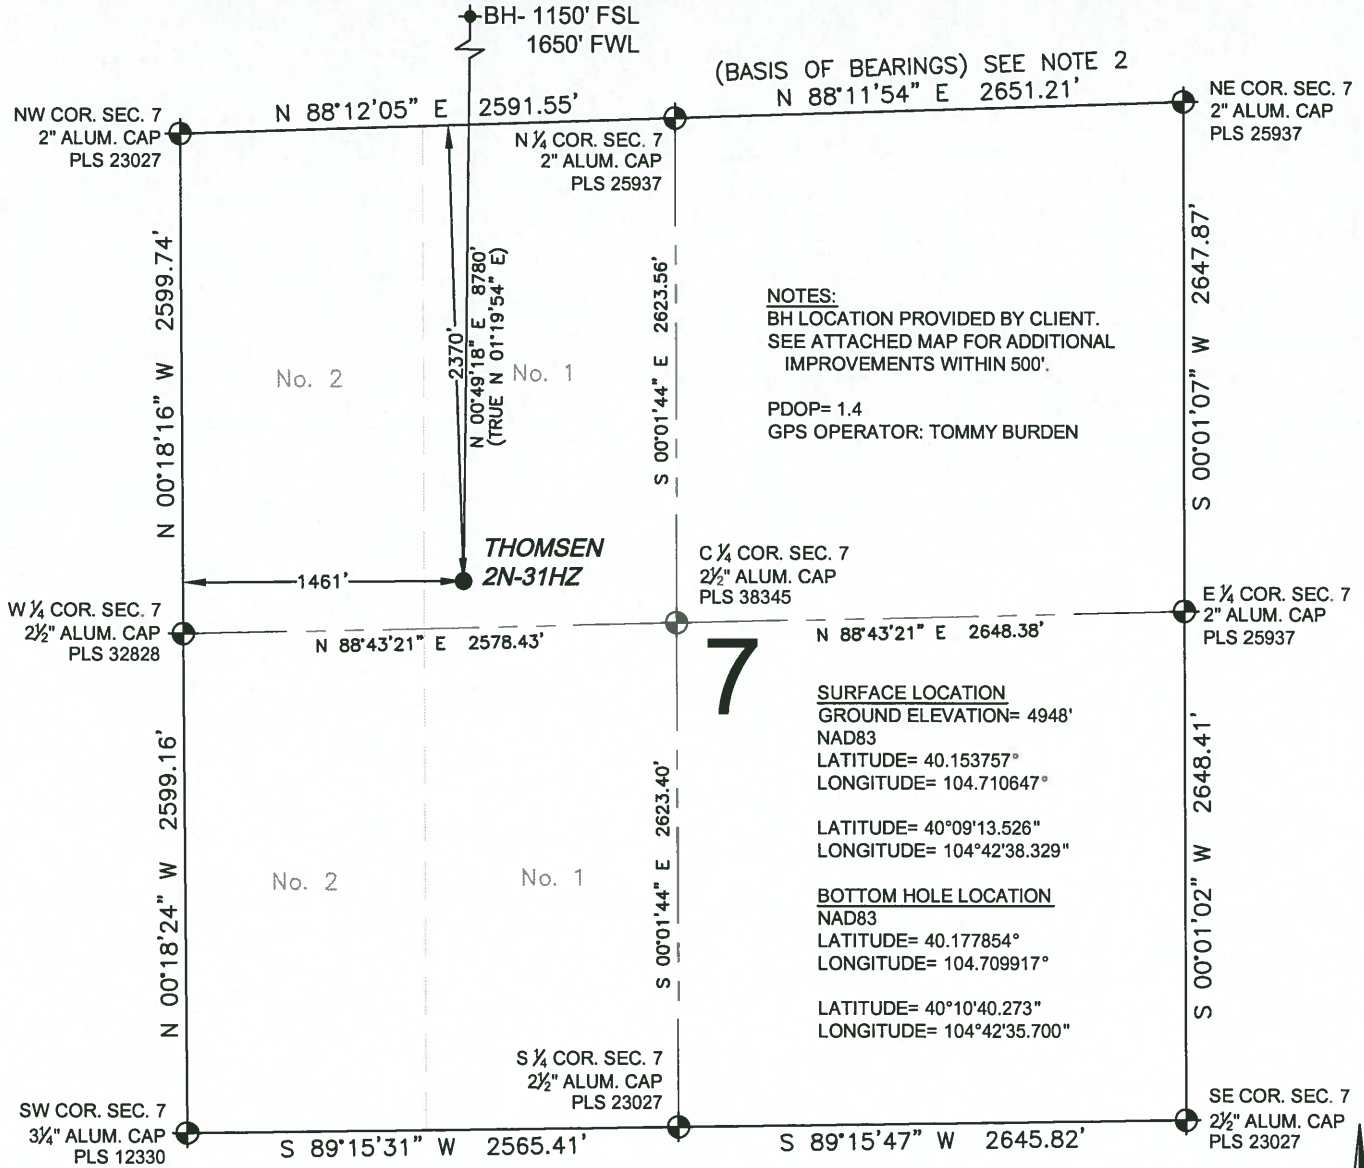 BH- 1150' FSL
1650' FWL
(BASIS OF BEARINGS) SEE NOTE 2
N 88°12'05" E 2591.55'
N 88°11'54" E 2651.21'
NW COR. SEC. 7
2" ALUM. CAP
PLS 23027
N ¼ COR. SEC. 7
2" ALUM. CAP
PLS 25937
NE COR. SEC. 7
2" ALUM. CAP
PLS 25937
N 00°18'16" W 2599.74'
No. 2
2370'
N 00°49'18" E 8780'
(TRUE N 01°19'54" E)
No. 1
S 00°01'44" E 2623.56'
NOTES:
BH LOCATION PROVIDED BY CLIENT.
SEE ATTACHED MAP FOR ADDITIONAL
IMPROVEMENTS WITHIN 500'.
PDOP= 1.4
GPS OPERATOR: TOMMY BURDEN
S 00°01'07" W 2647.87'
1461'
THOMSEN
2N-31HZ
C ¼ COR. SEC. 7
2½" ALUM. CAP
PLS 38345
W ¼ COR. SEC. 7
2½" ALUM. CAP
PLS 32828
E ¼ COR. SEC. 7
2" ALUM. CAP
PLS 25937
N 88°43'21" E 2578.43'
N 88°43'21" E 2648.38'
7
SURFACE LOCATION
GROUND ELEVATION= 4948'
NAD83
LATITUDE= 40.153757°
LONGITUDE= 104.710647°
LATITUDE= 40°09'13.526"
LONGITUDE= 104°42'38.329"
BOTTOM HOLE LOCATION
NAD83
LATITUDE= 40.177854°
LONGITUDE= 104.709917°
LATITUDE= 40°10'40.273"
LONGITUDE= 104°42'35.700"
N 00°18'24" W 2599.16'
No. 2
No. 1
S 00°01'44" E 2623.40'
S 00°01'02" W 2648.41'
S ¼ COR. SEC. 7
2½" ALUM. CAP
PLS 23027
SW COR. SEC. 7
3¼" ALUM. CAP
PLS 12330
SE COR. SEC. 7
2½" ALUM. CAP
PLS 23027
S 89°15'31" W 2565.41'
S 89°15'47" W 2645.82'